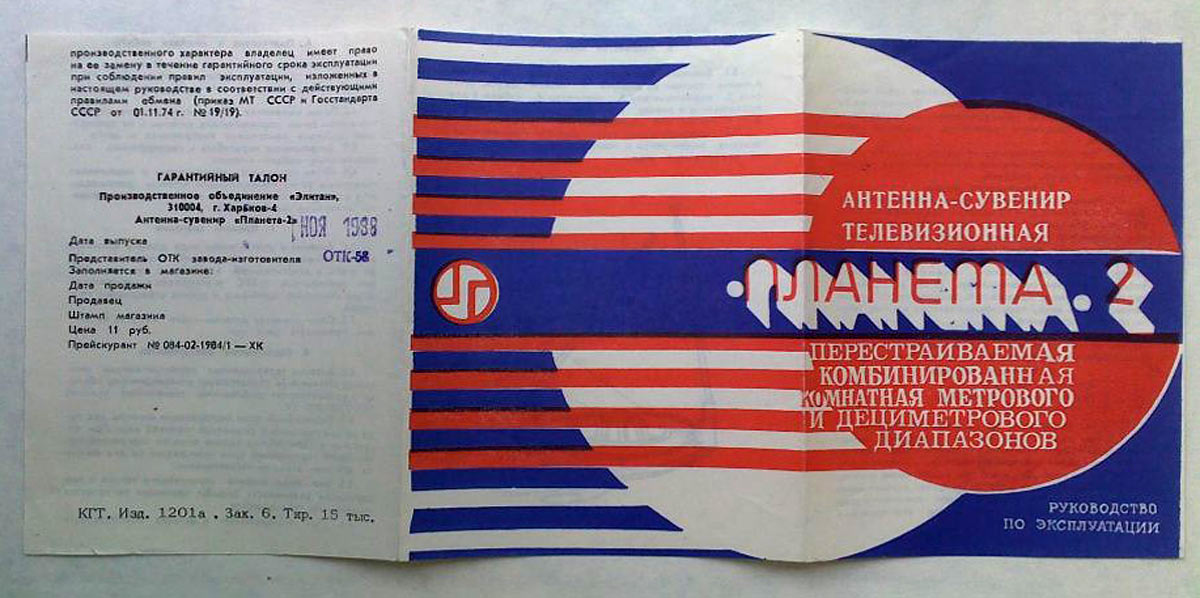 производственного характера владелец имеет право
на ее замену в течение гарантийного срока эксплуатации
при соблюдении правил эксплуатации, изложенных в
настоящем руководстве в соответствии с действующими
правилами обмена (приказ МТ СССР и Госстандарта
СССР от 01.11.74 г. № 19/19).
ГАРАНТИЙНЫЙ ТАЛОН
Производственное объединение «Элитан»,
310004, г. Харьков-4
Антенна-сувенир «Планета-2»
НОЯ 1988
Дата выпуска
Представитель ОТК завода-изготовителя ОТК-58
Заполняется в магазине:
Дата продажи
Продавец
Штамп магазина
Цена 11 руб.
Прейскурант № 084-02-1984/1 — ХК
КГТ. Изд. 1201а . Зак. 6. Тир. 15 тыс.
АНТЕННА-СУВЕНИР
ТЕЛЕВИЗИОННАЯ
·ПЛАНЕТА· 2
ПЕРЕСТРАИВАЕМАЯ
КОМБИНИРОВАННАЯ
КОМНАТНАЯ МЕТРОВОГО
И ДЕЦИМЕТРОВОГО
ДИАПАЗОНОВ
РУКОВОДСТВО
ПО ЭКСПЛУАТАЦИИ